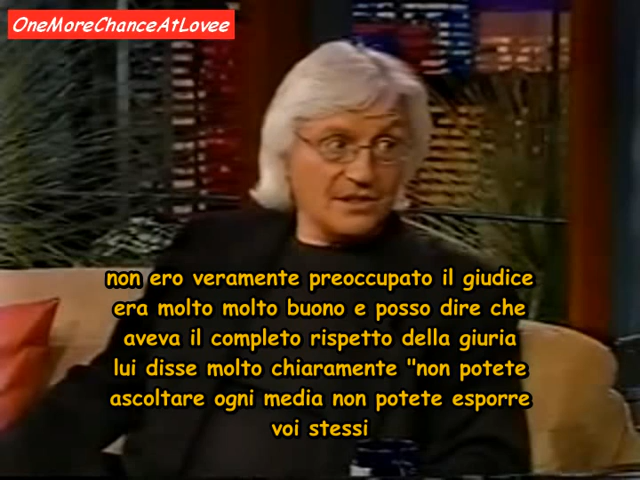 OneMoreChanceAtLovee
non ero veramente preoccupato il giudice
era molto molto buono e posso dire che
aveva il completo rispetto della giuria
lui disse molto chiaramente "non potete
ascoltare ogni media non potete esporre
voi stessi